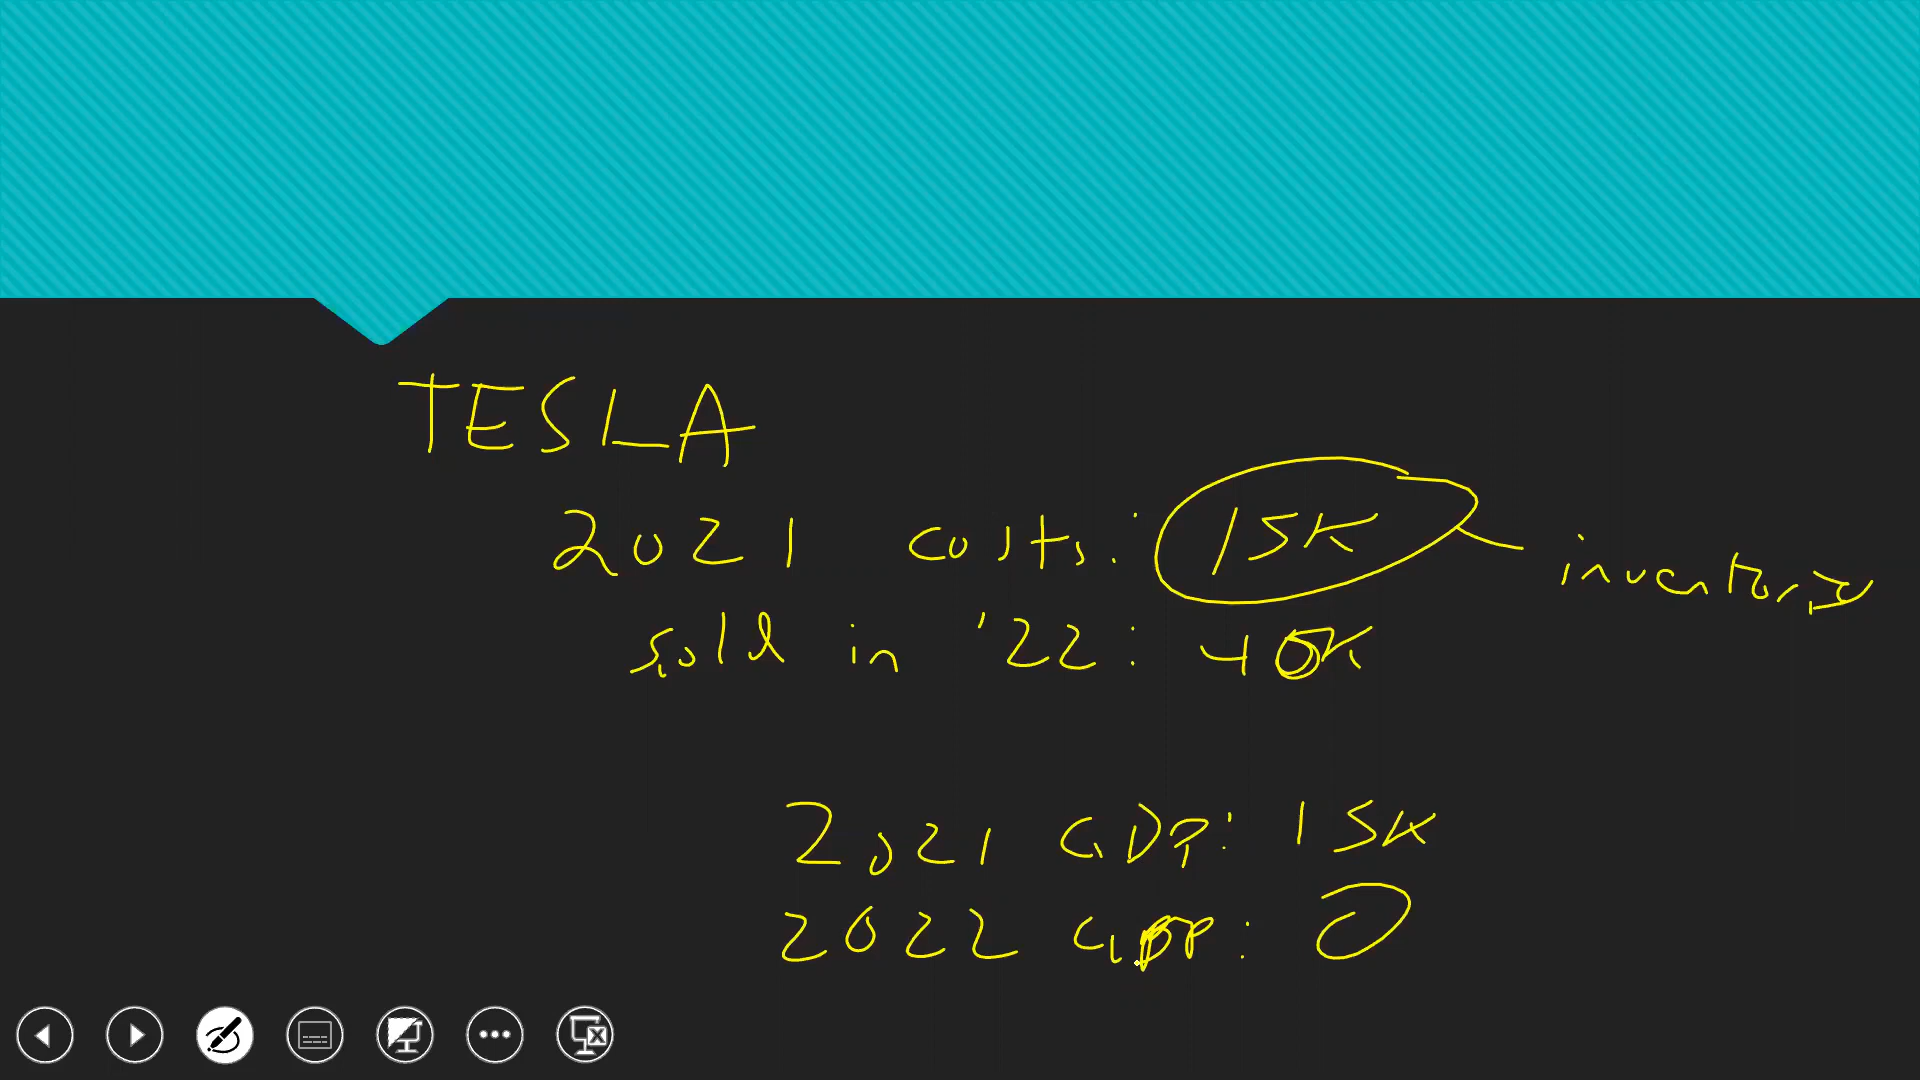 TESLA
2021 costs: 15K inventory
sold in '22: 40K
2021 GDP: 15K
2022 GDP: 0